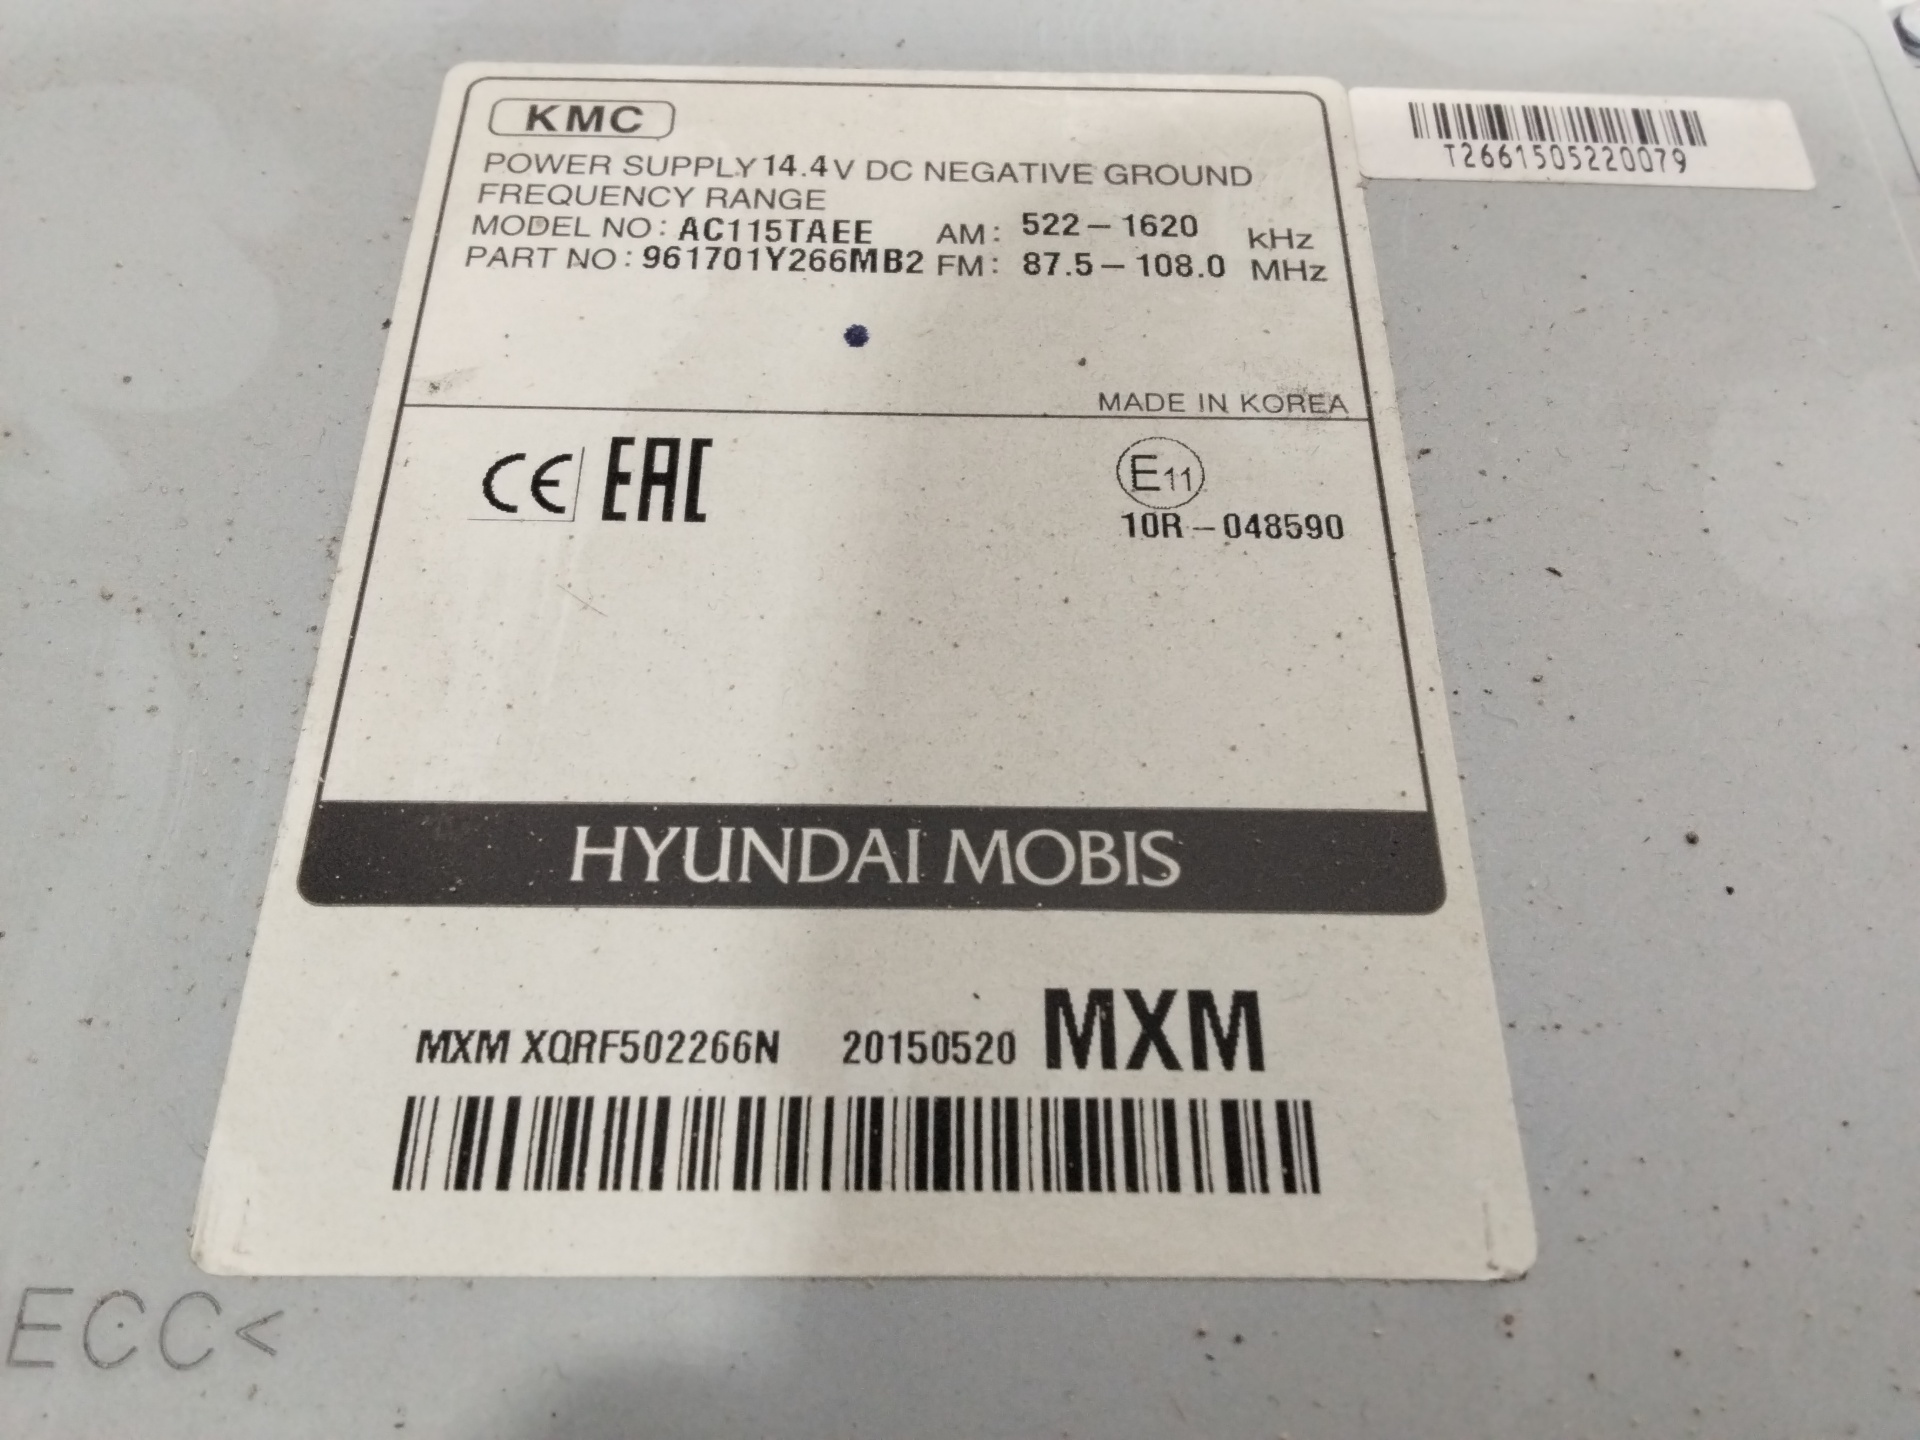 KMC
POWER SUPPLY 14.4V DC NEGATIVE GROUND
FREQUENCY RANGE
MODEL NO: AC115TAEE AM: 522-1620 kHz
PART NO: 961701Y266MB2 FM: 87.5-108.0 MHz
MADE IN KOREA
CE EAC
E11
10R-048590
HYUNDAI MOBIS
MXM XQRF502266N 20150520 MXM
T2661505220079
ECC<